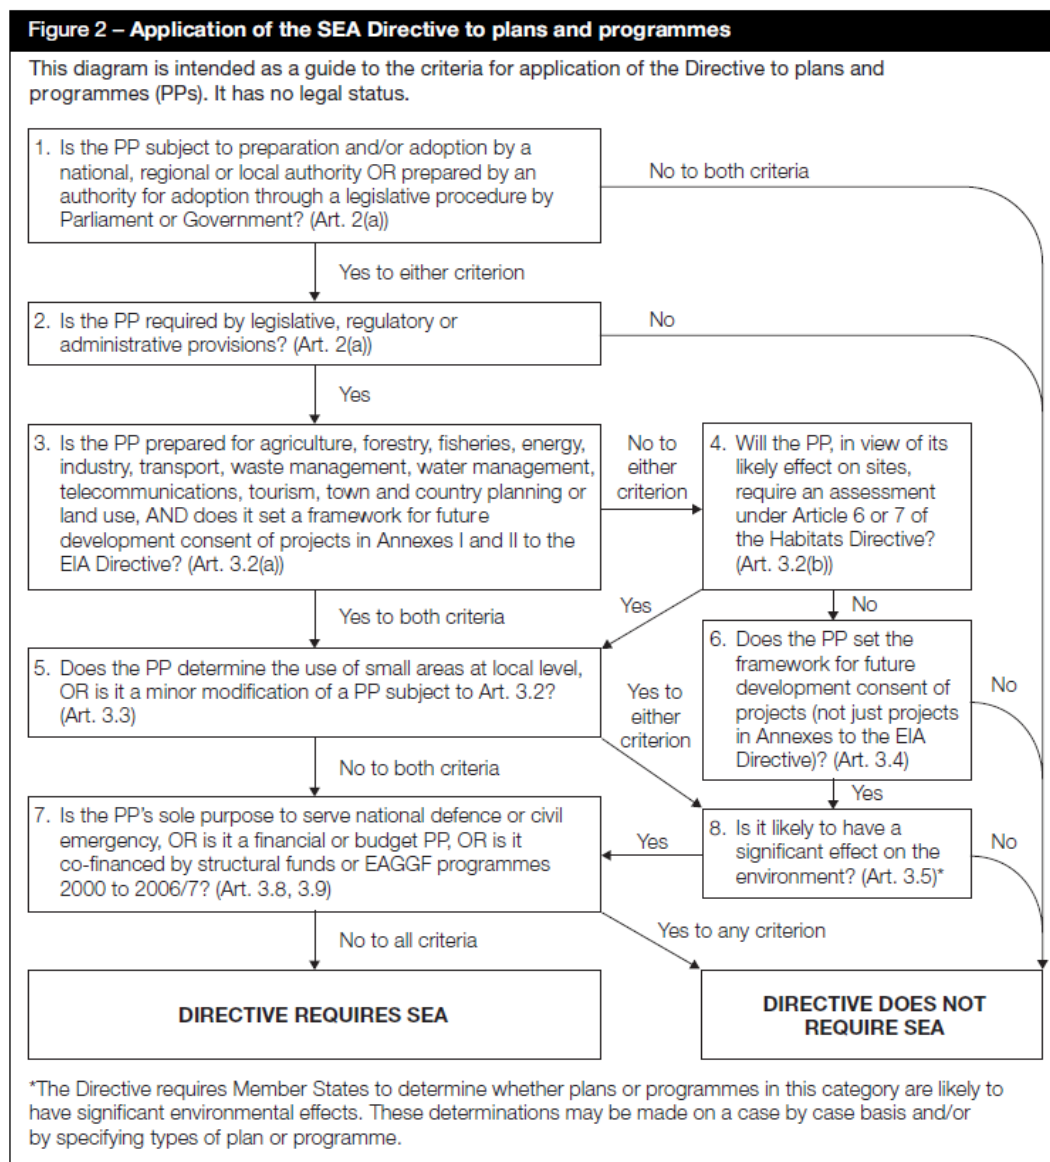 Figure 2 – Application of the SEA Directive to plans and programmes
This diagram is intended as a guide to the criteria for application of the Directive to plans and
programmes (PPs). It has no legal status.
1. Is the PP subject to preparation and/or adoption by a
national, regional or local authority OR prepared by an
authority for adoption through a legislative procedure by
Parliament or Government? (Art. 2(a))
No to both criteria
Yes to either criterion
2. Is the PP required by legislative, regulatory or
administrative provisions? (Art. 2(a))
No
Yes
3. Is the PP prepared for agriculture, forestry, fisheries, energy,
industry, transport, waste management, water management,
telecommunications, tourism, town and country planning or
land use, AND does it set a framework for future
development consent of projects in Annexes I and II to the
EIA Directive? (Art. 3.2(a))
No to
either
criterion
4. Will the PP, in view of its
likely effect on sites,
require an assessment
under Article 6 or 7 of
the Habitats Directive?
(Art. 3.2(b))
Yes to both criteria
Yes
No
5. Does the PP determine the use of small areas at local level,
OR is it a minor modification of a PP subject to Art. 3.2?
(Art. 3.3)
Yes to
either
criterion
6. Does the PP set the
framework for future
development consent of
projects (not just projects
in Annexes to the EIA
Directive)? (Art. 3.4)
No
No to both criteria
Yes
7. Is the PP's sole purpose to serve national defence or civil
emergency, OR is it a financial or budget PP, OR is it
co-financed by structural funds or EAGGF programmes
2000 to 2006/7? (Art. 3.8, 3.9)
Yes
8. Is it likely to have a
significant effect on the
environment? (Art. 3.5)*
No
No to all criteria
Yes to any criterion
DIRECTIVE REQUIRES SEA
DIRECTIVE DOES NOT
REQUIRE SEA
*The Directive requires Member States to determine whether plans or programmes in this category are likely to
have significant environmental effects. These determinations may be made on a case by case basis and/or
by specifying types of plan or programme.